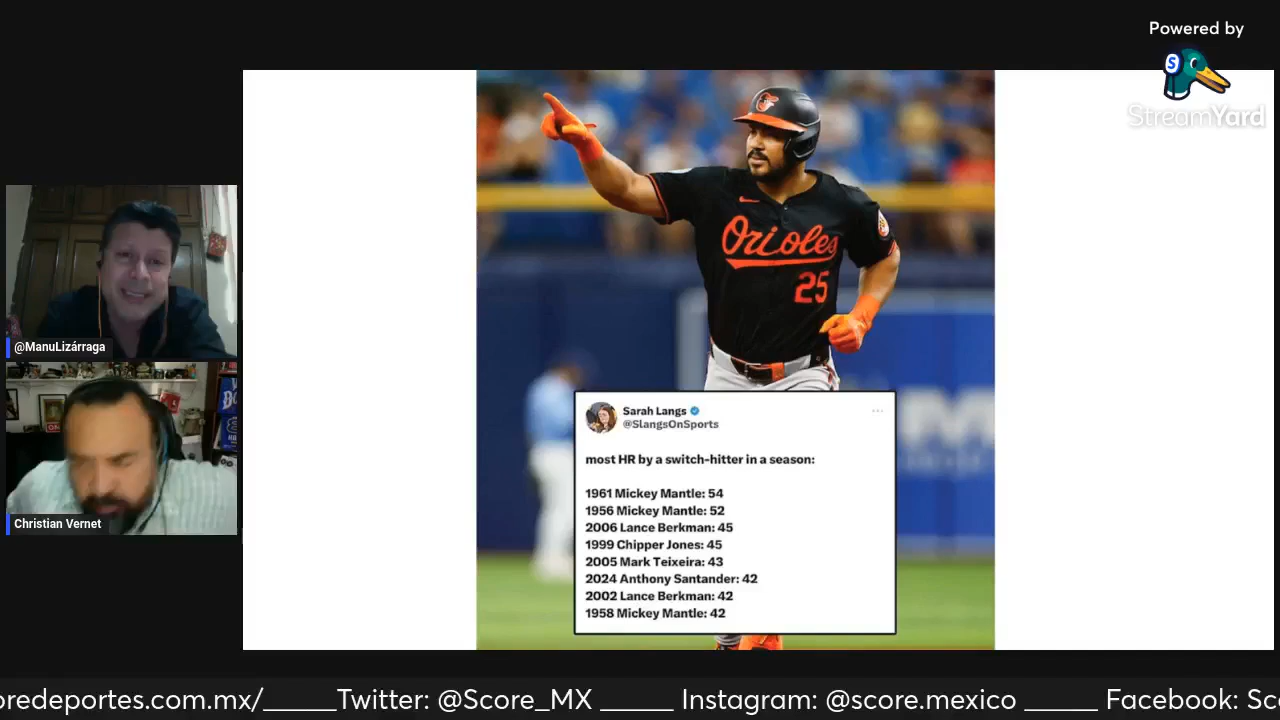 Powered by
S
StreamYard
Orioles
25
@ManuLizárraga
Christian Vernet
Sarah Langs
@SlangsOnSports
most HR by a switch-hitter in a season:
1961 Mickey Mantle: 54
1956 Mickey Mantle: 52
2006 Lance Berkman: 45
1999 Chipper Jones: 45
2005 Mark Teixeira: 43
2024 Anthony Santander: 42
2002 Lance Berkman: 42
1958 Mickey Mantle: 42
oredeportes.com.mx/_____Twitter: @Score_MX _____ Instagram: @score.mexico _____ Facebook: Sc